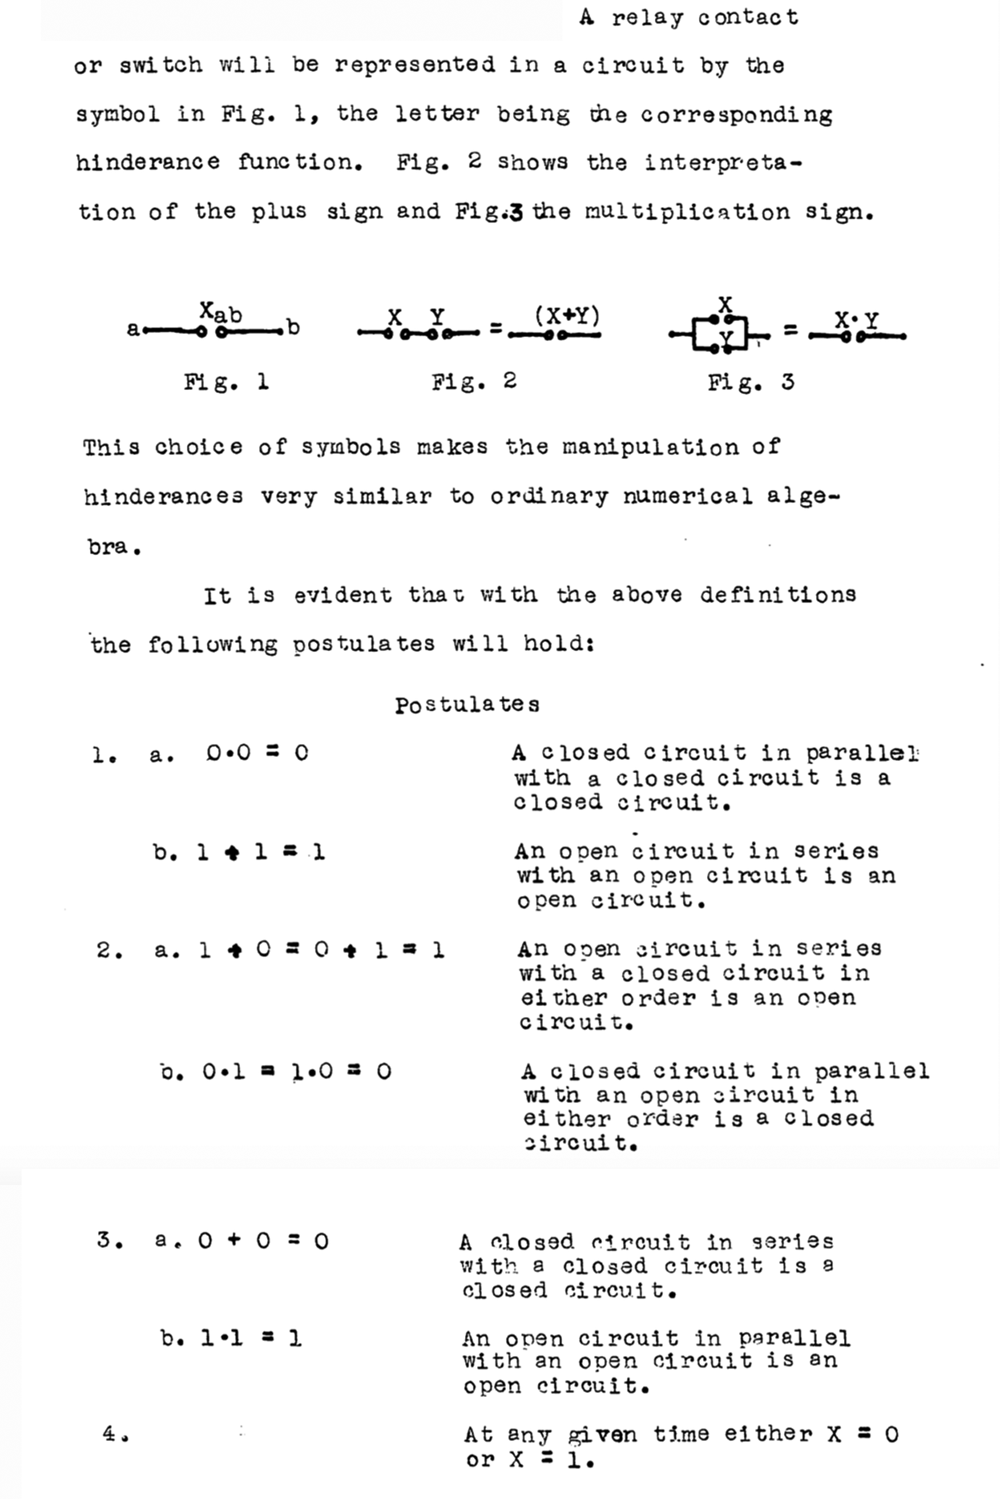 A relay contact
or switch will be represented in a circuit by the
symbol in Fig. 1, the letter being the corresponding
hinderance function. Fig. 2 shows the interpreta-
tion of the plus sign and Fig.3 the multiplication sign.
a Xab b X Y = (X+Y) X Y = X·Y
Fig. 1 Fig. 2 Fig. 3
This choice of symbols makes the manipulation of
hinderances very similar to ordinary numerical alge-
bra.
It is evident that with the above definitions
the following postulates will hold:
Postulates
1. a. 0·0 = 0 A closed circuit in parallel
with a closed circuit is a
closed circuit.
b. 1 + 1 = 1 An open circuit in series
with an open circuit is an
open circuit.
2. a. 1 + 0 = 0 + 1 = 1 An open circuit in series
with a closed circuit in
either order is an open
circuit.
b. 0·1 = 1·0 = 0 A closed circuit in parallel
with an open circuit in
either order is a closed
circuit.
3. a. 0 + 0 = 0 A closed circuit in series
with a closed circuit is a
closed circuit.
b. 1·1 = 1 An open circuit in parallel
with an open circuit is an
open circuit.
4. At any given time either X = 0
or X = 1.